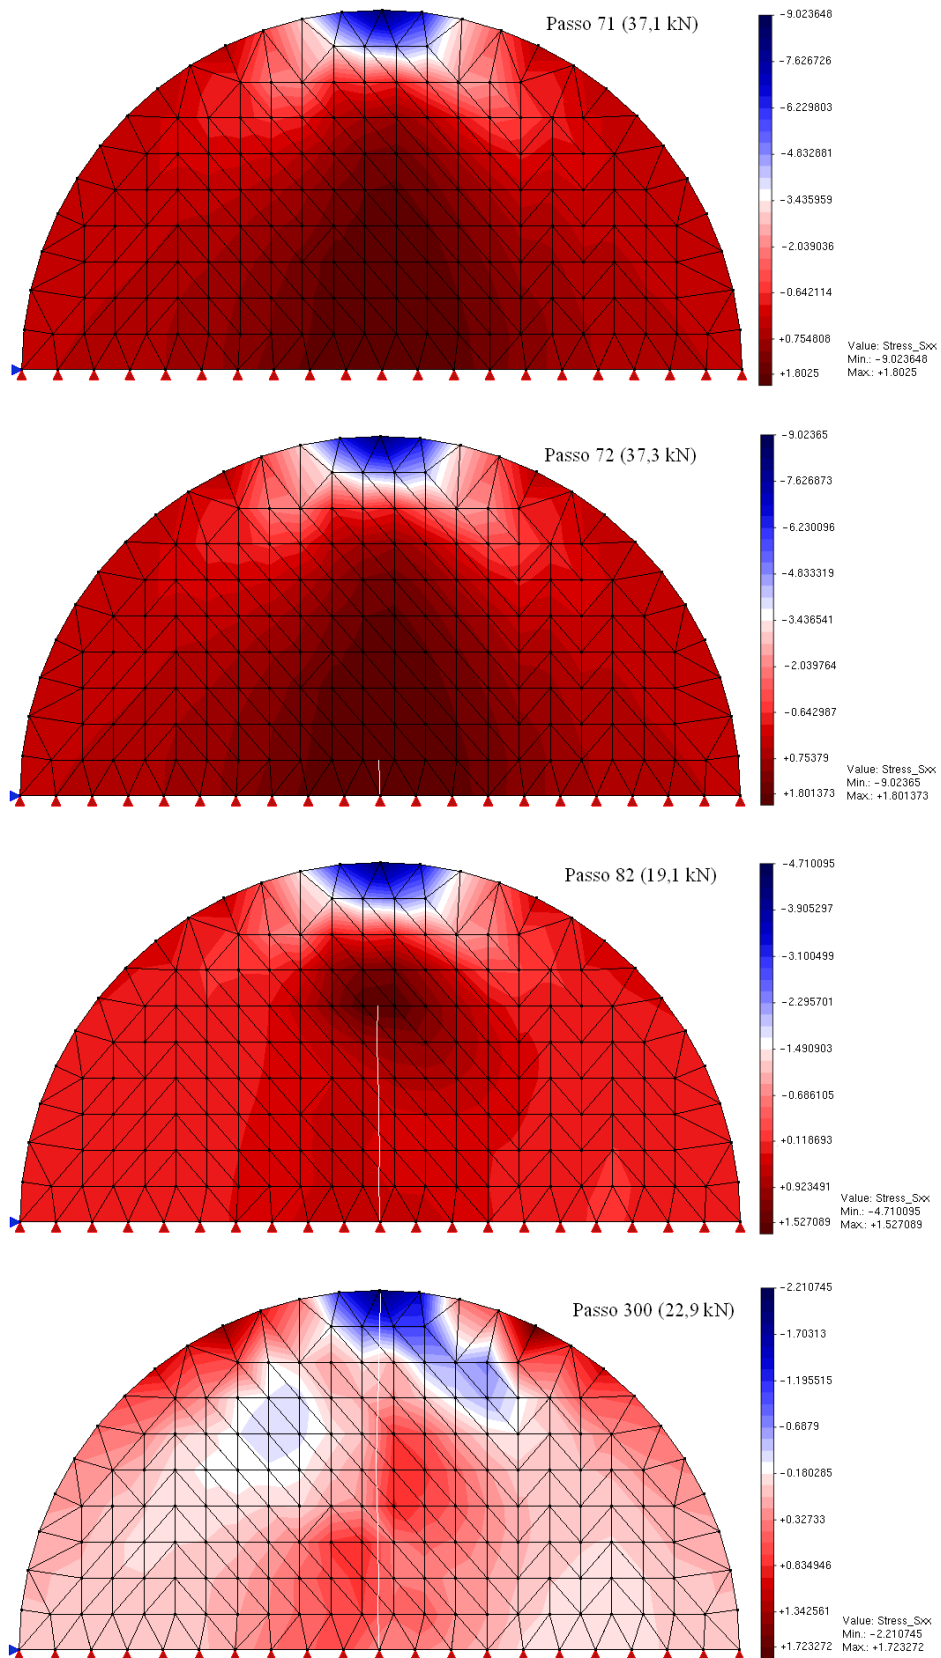 Passo 71 (37,1 kN)
-9.023648
-7.626726
-6.229803
-4.832881
-3.435959
-2.039036
-0.642114
+0.754808
+1.8025
Value: Stress_Sxx
Min.: -9.023648
Max.: +1.8025
Passo 72 (37,3 kN)
-9.02365
-7.626873
-6.230096
-4.833319
-3.436541
-2.039764
-0.642987
+0.75379
+1.801373
Value: Stress_Sxx
Min.: -9.02365
Max.: +1.801373
Passo 82 (19,1 kN)
-4.710095
-3.905297
-3.100499
-2.295701
-1.490903
-0.686105
+0.118693
+0.923491
+1.527089
Value: Stress_Sxx
Min.: -4.710095
Max.: +1.527089
Passo 300 (22,9 kN)
-2.210745
-1.70313
-1.195515
-0.6879
-0.180285
+0.32733
+0.834946
+1.342561
+1.723272
Value: Stress_Sxx
Min.: -2.210745
Max.: +1.723272